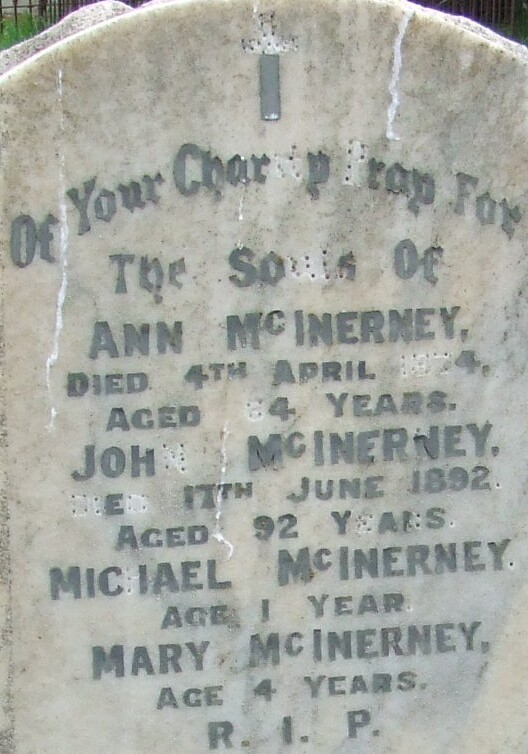 Of Your Charity Pray For
The Souls Of
ANN McINERNEY,
DIED 4TH APRIL
AGED YEARS.
JOHN McINERNEY.
DIED 17TH JUNE 1892.
AGED 92 YEARS.
MICHAEL McINERNEY.
AGE 1 YEAR.
MARY McINERNEY,
AGE 4 YEARS.
R. I. P.